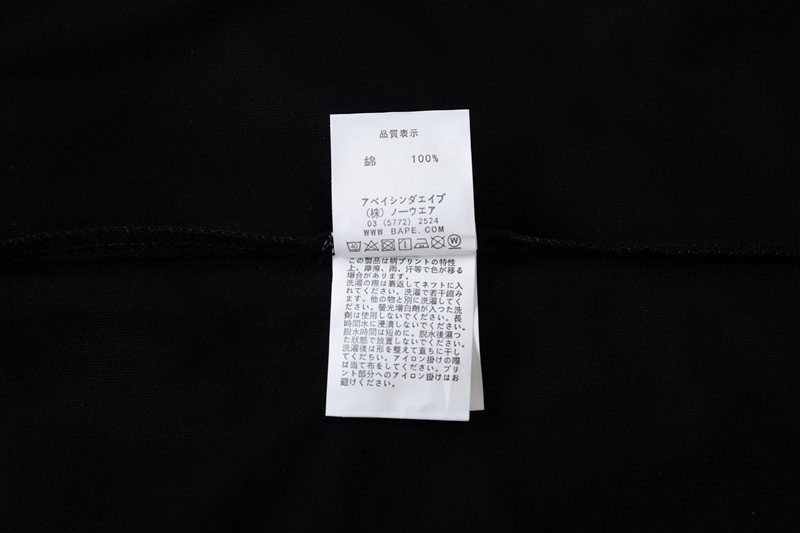 品質表示
綿 100%
アベイシンダエイプ
(株) ノーウエア
03 (5772) 2524
WWW BAPE.COM
40 1 W
この製品は柄プリントの特性
上、摩擦、雨、汗等で色が移る
場合があります。
洗濯の際は裏返してネットに入
れてください。洗濯で若干縮み
ます。他の物と別に洗濯してく
ださい。螢光増白剤が入つた洗
剤は使用しないでください。長
時間水に浸漬しないでください。
脱水時間は短めに。脱水後濕つ
た狀態で放置しないでください。
洗濯後は形を整えて直ちに干し
てくだちい。アイロン掛けの際
は当て布をしてください。プ
リント部分へのアイロン掛けはお
避けください。